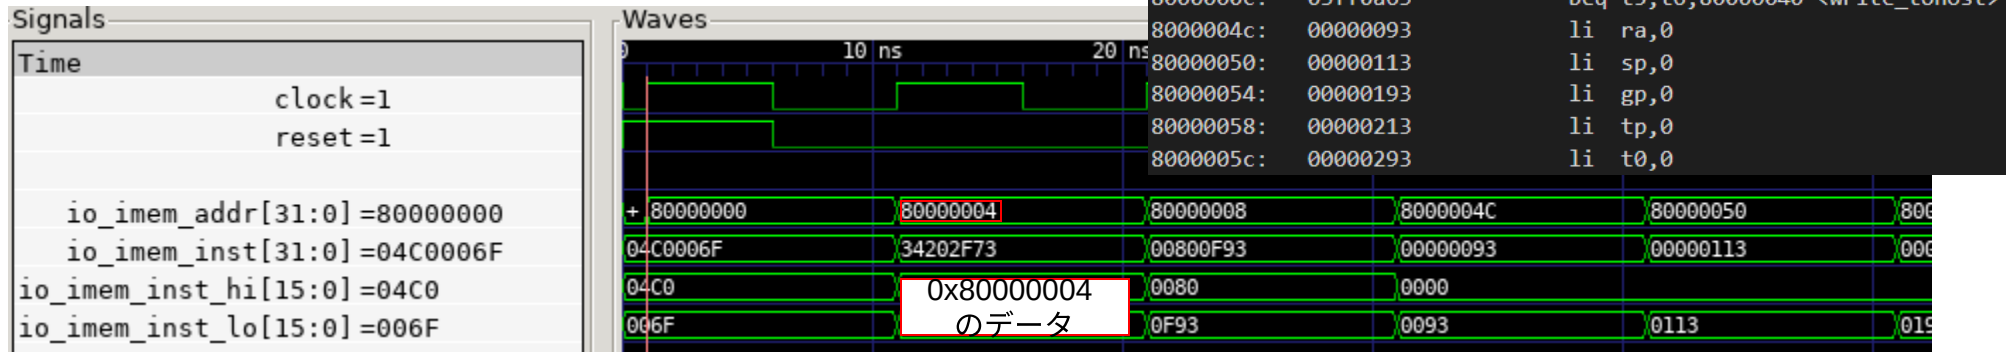 Signals
Time
clock =1
reset =1
io_imem_addr[31:0] =80000000
io_imem_inst[31:0] =04C0006F
io_imem_inst_hi[15:0] =04C0
io_imem_inst_lo[15:0] =006F
Waves
0 10 ns 20 ns
+ 80000000 80000004 80000008 8000004C 80000050 800
04C0006F 34202F73 00800F93 00000093 00000113 000
04C0 0080 0000
006F 0F93 0093 0113 019
0x80000004
のデータ
8000004c: 00000093 li ra,0
80000050: 00000113 li sp,0
80000054: 00000193 li gp,0
80000058: 00000213 li tp,0
8000005c: 00000293 li t0,0